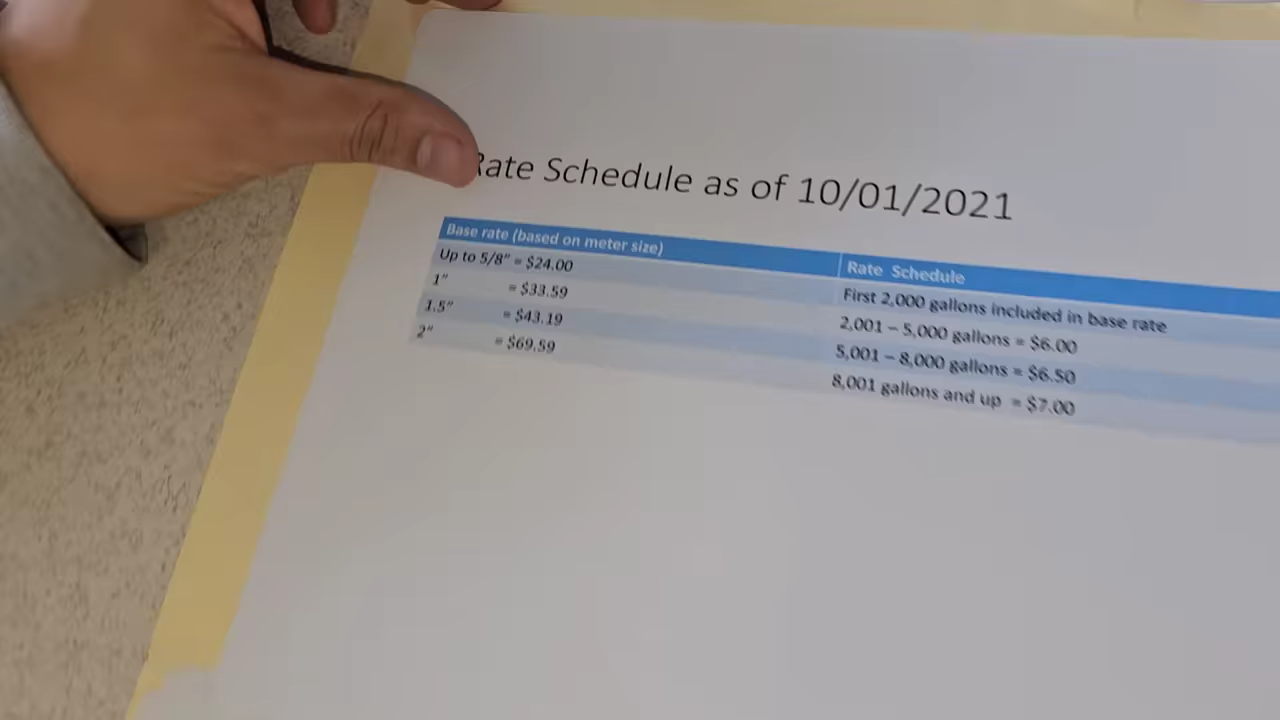 Rate Schedule as of 10/01/2021
Base rate (based on meter size)
Up to 5/8" = $24.00
1" = $33.59
1.5" = $43.19
2" = $69.59
Rate Schedule
First 2,000 gallons included in base rate
2,001 – 5,000 gallons = $6.00
5,001 – 8,000 gallons = $6.50
8,001 gallons and up = $7.00